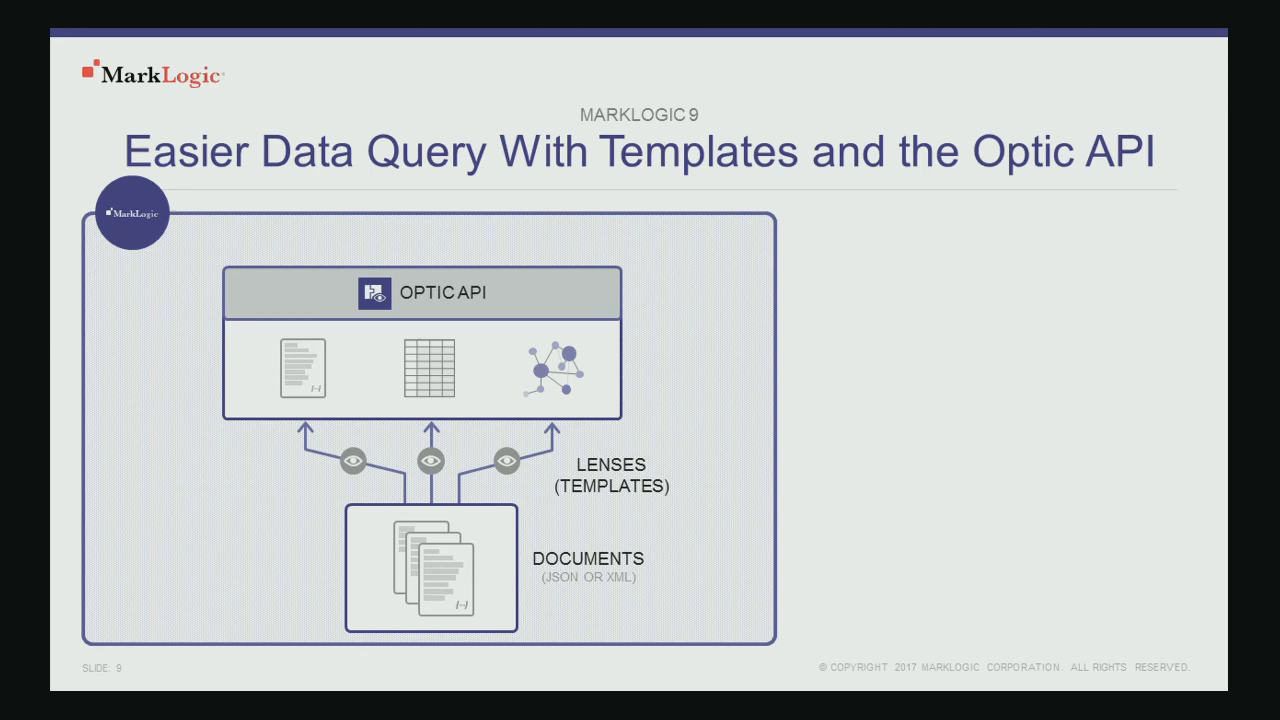 MarkLogic
MARKLOGIC 9
Easier Data Query With Templates and the Optic API
MarkLogic
OPTIC API
LENSES
(TEMPLATES)
DOCUMENTS
(JSON OR XML)
SLIDE: 9
© COPYRIGHT 2017 MARKLOGIC CORPORATION. ALL RIGHTS RESERVED.